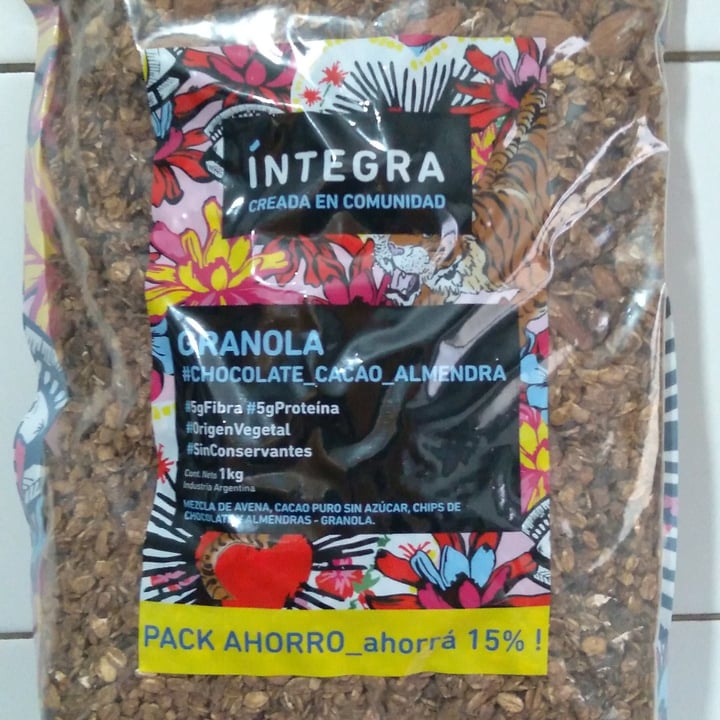 ÍNTEGRA
CREADA EN COMUNIDAD
GRANOLA
#CHOCOLATE_CACAO_ALMENDRA
#5gFibra #5gProteína
#OrigenVegetal
#SinConservantes
Cont. Neto 1kg
Industria Argentina
MEZCLA DE AVENA, CACAO PURO SIN AZÚCAR, CHIPS DE
CHOCOLATE Y ALMENDRAS - GRANOLA.
PACK AHORRO_ahorrá 15% !